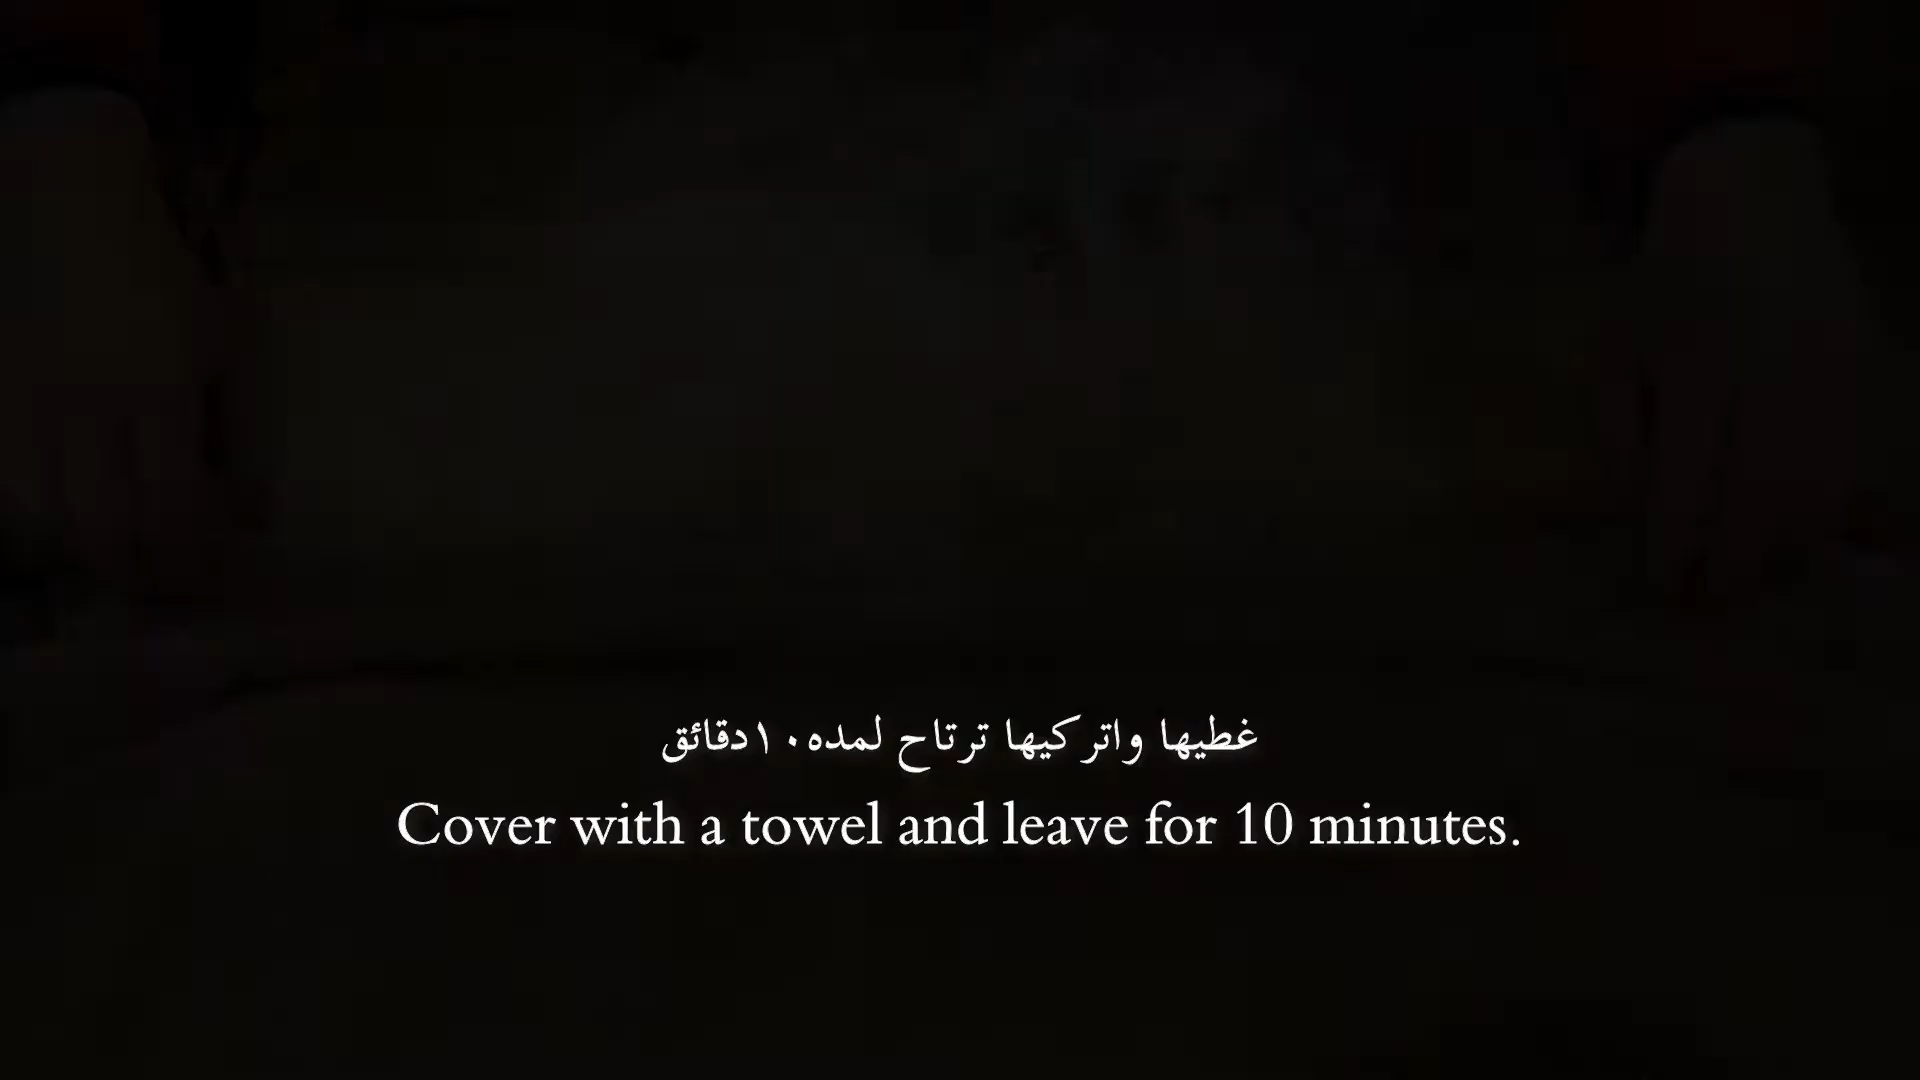 غطيها واتركيها ترتاح لمده١٠دقائق
Cover with a towel and leave for 10 minutes.